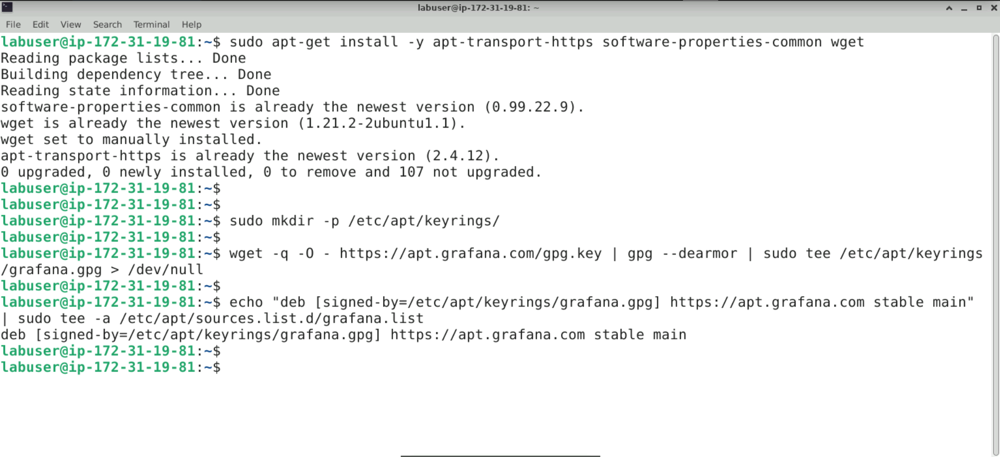 labuser@ip-172-31-19-81: ~
File Edit View Search Terminal Help
labuser@ip-172-31-19-81:~$ sudo apt-get install -y apt-transport-https software-properties-common wget
Reading package lists... Done
Building dependency tree... Done
Reading state information... Done
software-properties-common is already the newest version (0.99.22.9).
wget is already the newest version (1.21.2-2ubuntu1.1).
wget set to manually installed.
apt-transport-https is already the newest version (2.4.12).
0 upgraded, 0 newly installed, 0 to remove and 107 not upgraded.
labuser@ip-172-31-19-81:~$
labuser@ip-172-31-19-81:~$
labuser@ip-172-31-19-81:~$ sudo mkdir -p /etc/apt/keyrings/
labuser@ip-172-31-19-81:~$
labuser@ip-172-31-19-81:~$ wget -q -O - https://apt.grafana.com/gpg.key | gpg --dearmor | sudo tee /etc/apt/keyrings
/grafana.gpg > /dev/null
labuser@ip-172-31-19-81:~$
labuser@ip-172-31-19-81:~$ echo "deb [signed-by=/etc/apt/keyrings/grafana.gpg] https://apt.grafana.com stable main"
| sudo tee -a /etc/apt/sources.list.d/grafana.list
deb [signed-by=/etc/apt/keyrings/grafana.gpg] https://apt.grafana.com stable main
labuser@ip-172-31-19-81:~$
labuser@ip-172-31-19-81:~$